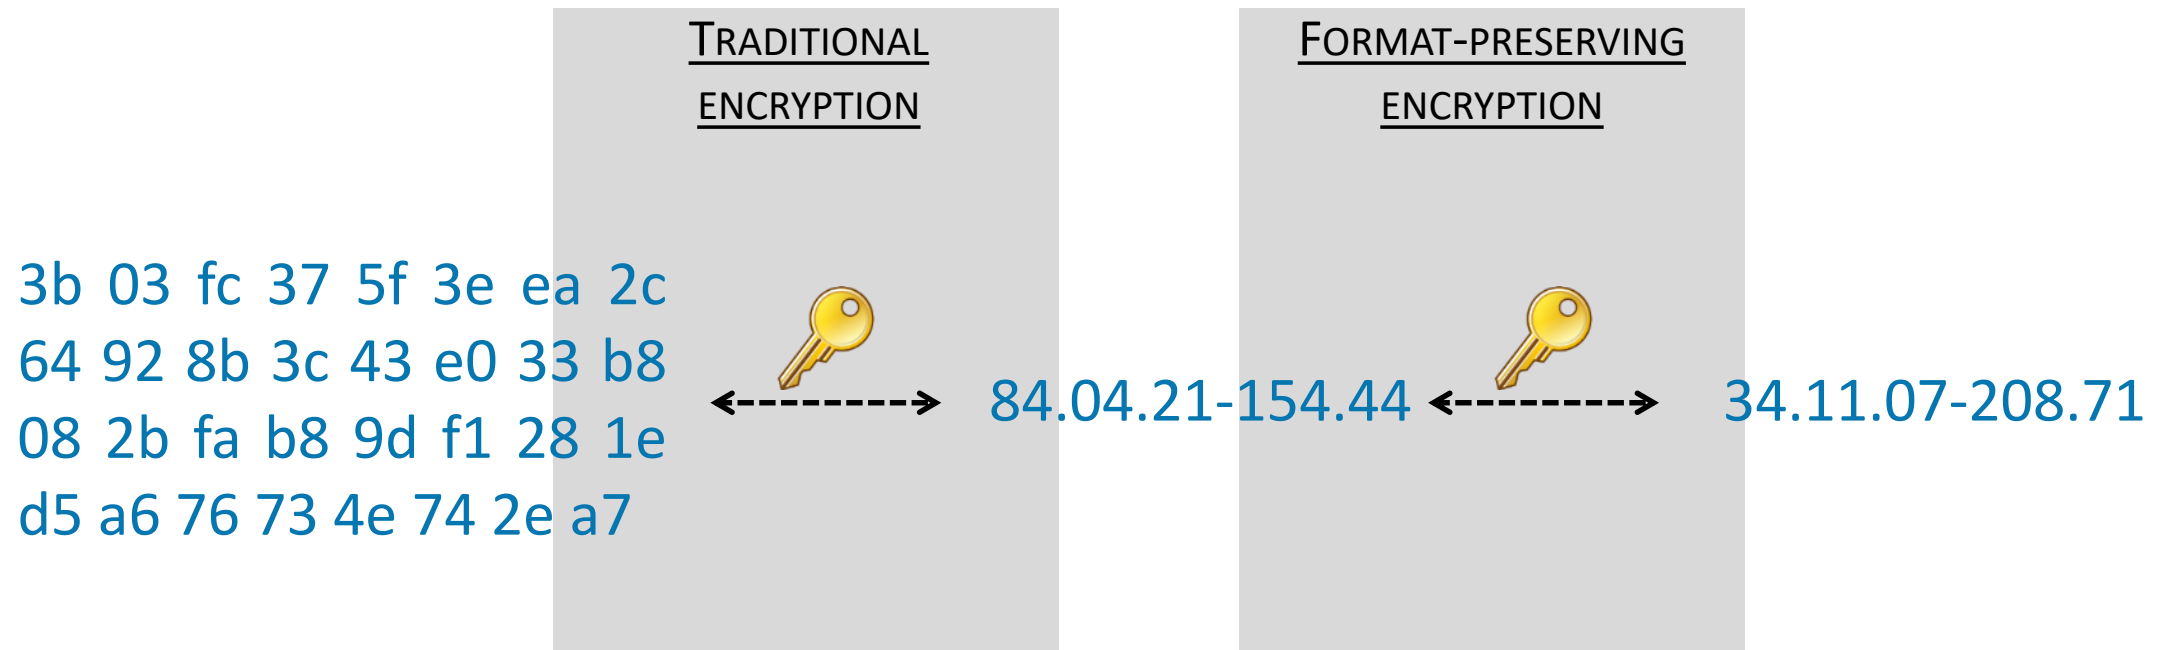 TRADITIONAL
ENCRYPTION
FORMAT-PRESERVING
ENCRYPTION
3b 03 fc 37 5f 3e ea 2c
64 92 8b 3c 43 e0 33 b8
08 2b fa b8 9d f1 28 1e
d5 a6 76 73 4e 74 2e a7
84.04.21-154.44
34.11.07-208.71